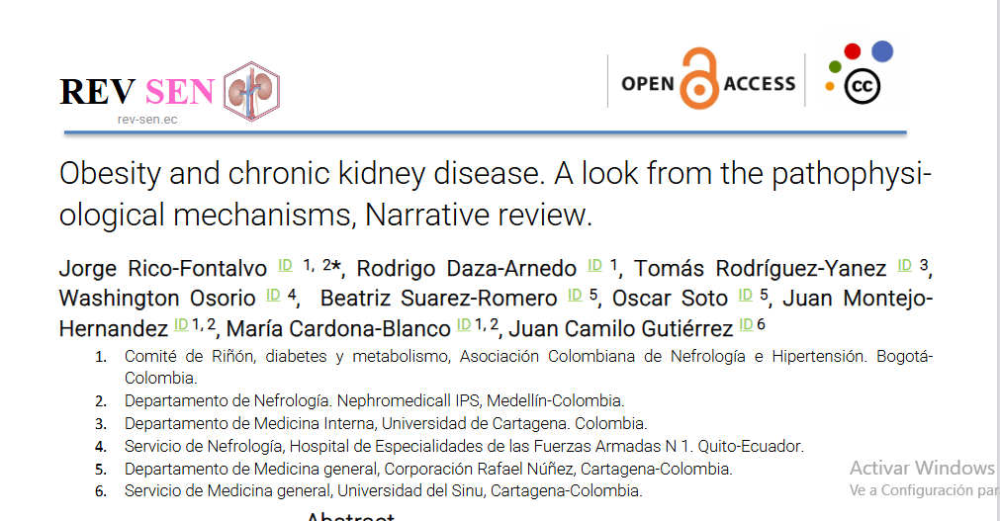 REV SEN
rev-sen.ec
OPEN ACCESS
cc
Obesity and chronic kidney disease. A look from the pathophysi-
ological mechanisms, Narrative review.
Jorge Rico-Fontalvo ID 1, 2*, Rodrigo Daza-Arnedo ID 1, Tomás Rodríguez-Yanez ID 3,
Washington Osorio ID 4, Beatriz Suarez-Romero ID 5, Oscar Soto ID 5, Juan Montejo-
Hernandez ID 1, 2, María Cardona-Blanco ID 1, 2, Juan Camilo Gutiérrez ID 6
1. Comité de Riñón, diabetes y metabolismo, Asociación Colombiana de Nefrología e Hipertensión. Bogotá-
Colombia.
2. Departamento de Nefrología. Nephromedicall IPS, Medellín-Colombia.
3. Departamento de Medicina Interna, Universidad de Cartagena. Colombia.
4. Servicio de Nefrología, Hospital de Especialidades de las Fuerzas Armadas N 1. Quito-Ecuador.
5. Departamento de Medicina general, Corporación Rafael Núñez, Cartagena-Colombia.
6. Servicio de Medicina general, Universidad del Sinu, Cartagena-Colombia.
Activar Windows
Ve a Configuración par
Abstract